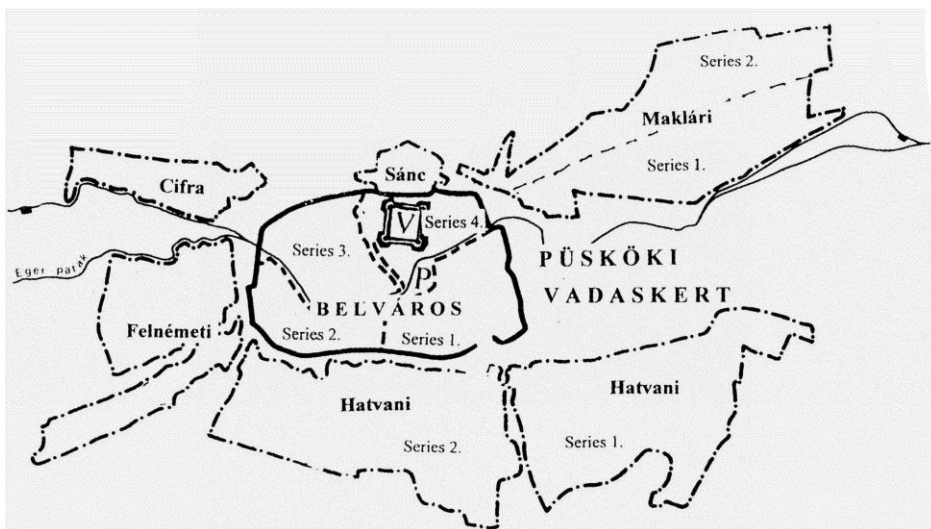 Series 2.
Maklári
Series 1.
Cifra
Sánc
V
Series 4.
Series 3.
Eger patak
P
PÜSKÖKI
VADASKERT
BELVÁROS
Felnémeti
Series 2.
Series 1.
Hatvani
Series 2.
Hatvani
Series 1.